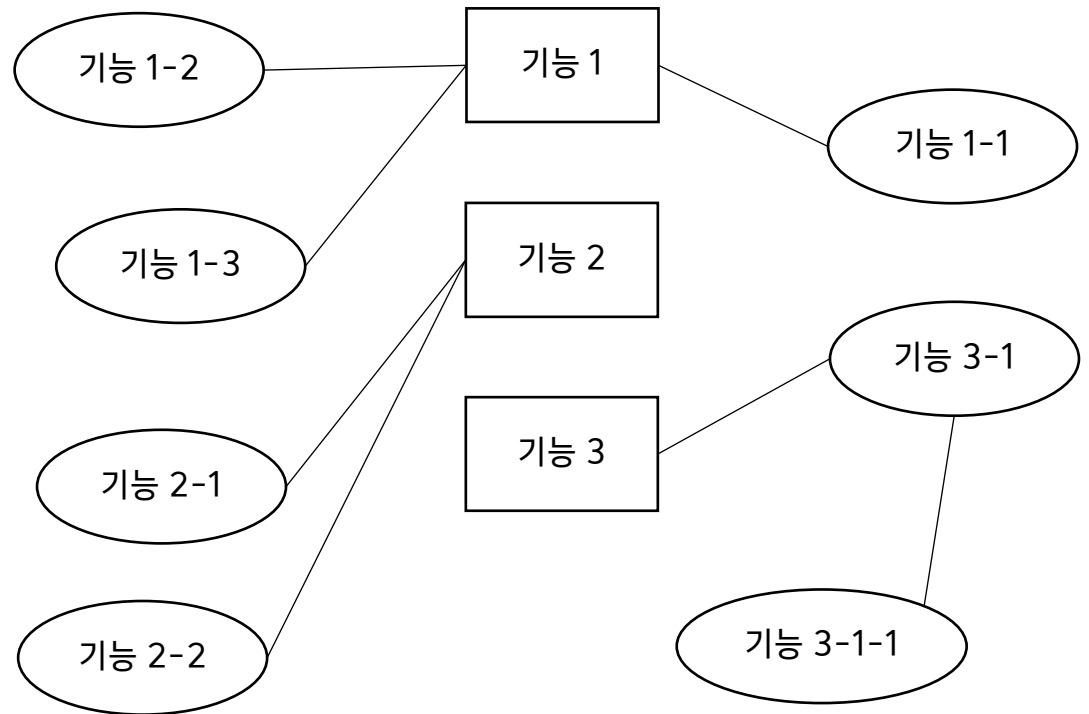 기능 1-2
기능 1
기능 1-1
기능 1-3
기능 2
기능 3-1
기능 3
기능 2-1
기능 2-2
기능 3-1-1